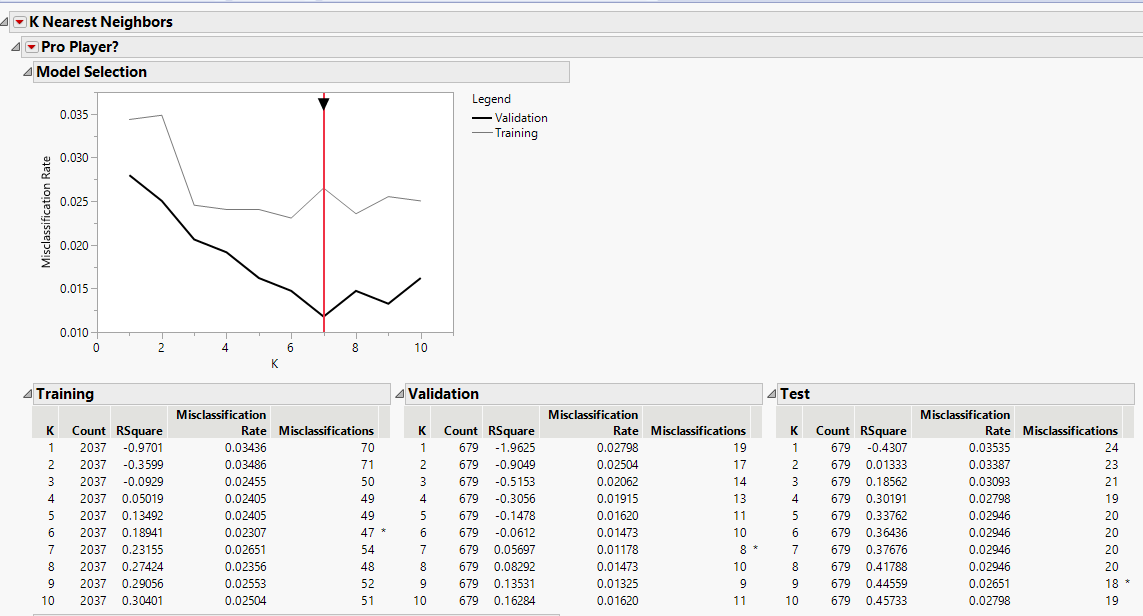 K Nearest Neighbors
Pro Player?
Model Selection
Legend
Validation
Training
Misclassification Rate
0.035
0.030
0.025
0.020
0.015
0.010
0 2 4 6 8 10
K
Training
K Count RSquare Misclassification Rate Misclassifications
1 2037 -0.9701 0.03436 70
2 2037 -0.3599 0.03486 71
3 2037 -0.0929 0.02455 50
4 2037 0.05019 0.02405 49
5 2037 0.13492 0.02405 49
6 2037 0.18941 0.02307 47 *
7 2037 0.23155 0.02651 54
8 2037 0.27424 0.02356 48
9 2037 0.29056 0.02553 52
10 2037 0.30401 0.02504 51
Validation
K Count RSquare Misclassification Rate Misclassifications
1 679 -1.9625 0.02798 19
2 679 -0.9049 0.02504 17
3 679 -0.5153 0.02062 14
4 679 -0.3056 0.01915 13
5 679 -0.1478 0.01620 11
6 679 -0.0612 0.01473 10
7 679 0.05697 0.01178 8 *
8 679 0.08292 0.01473 10
9 679 0.13531 0.01325 9
10 679 0.16284 0.01620 11
Test
K Count RSquare Misclassification Rate Misclassifications
1 679 -0.4307 0.03535 24
2 679 0.01333 0.03387 23
3 679 0.18562 0.03093 21
4 679 0.30191 0.02798 19
5 679 0.33762 0.02946 20
6 679 0.36436 0.02946 20
7 679 0.37676 0.02946 20
8 679 0.41788 0.02946 20
9 679 0.44559 0.02651 18 *
10 679 0.45733 0.02798 19